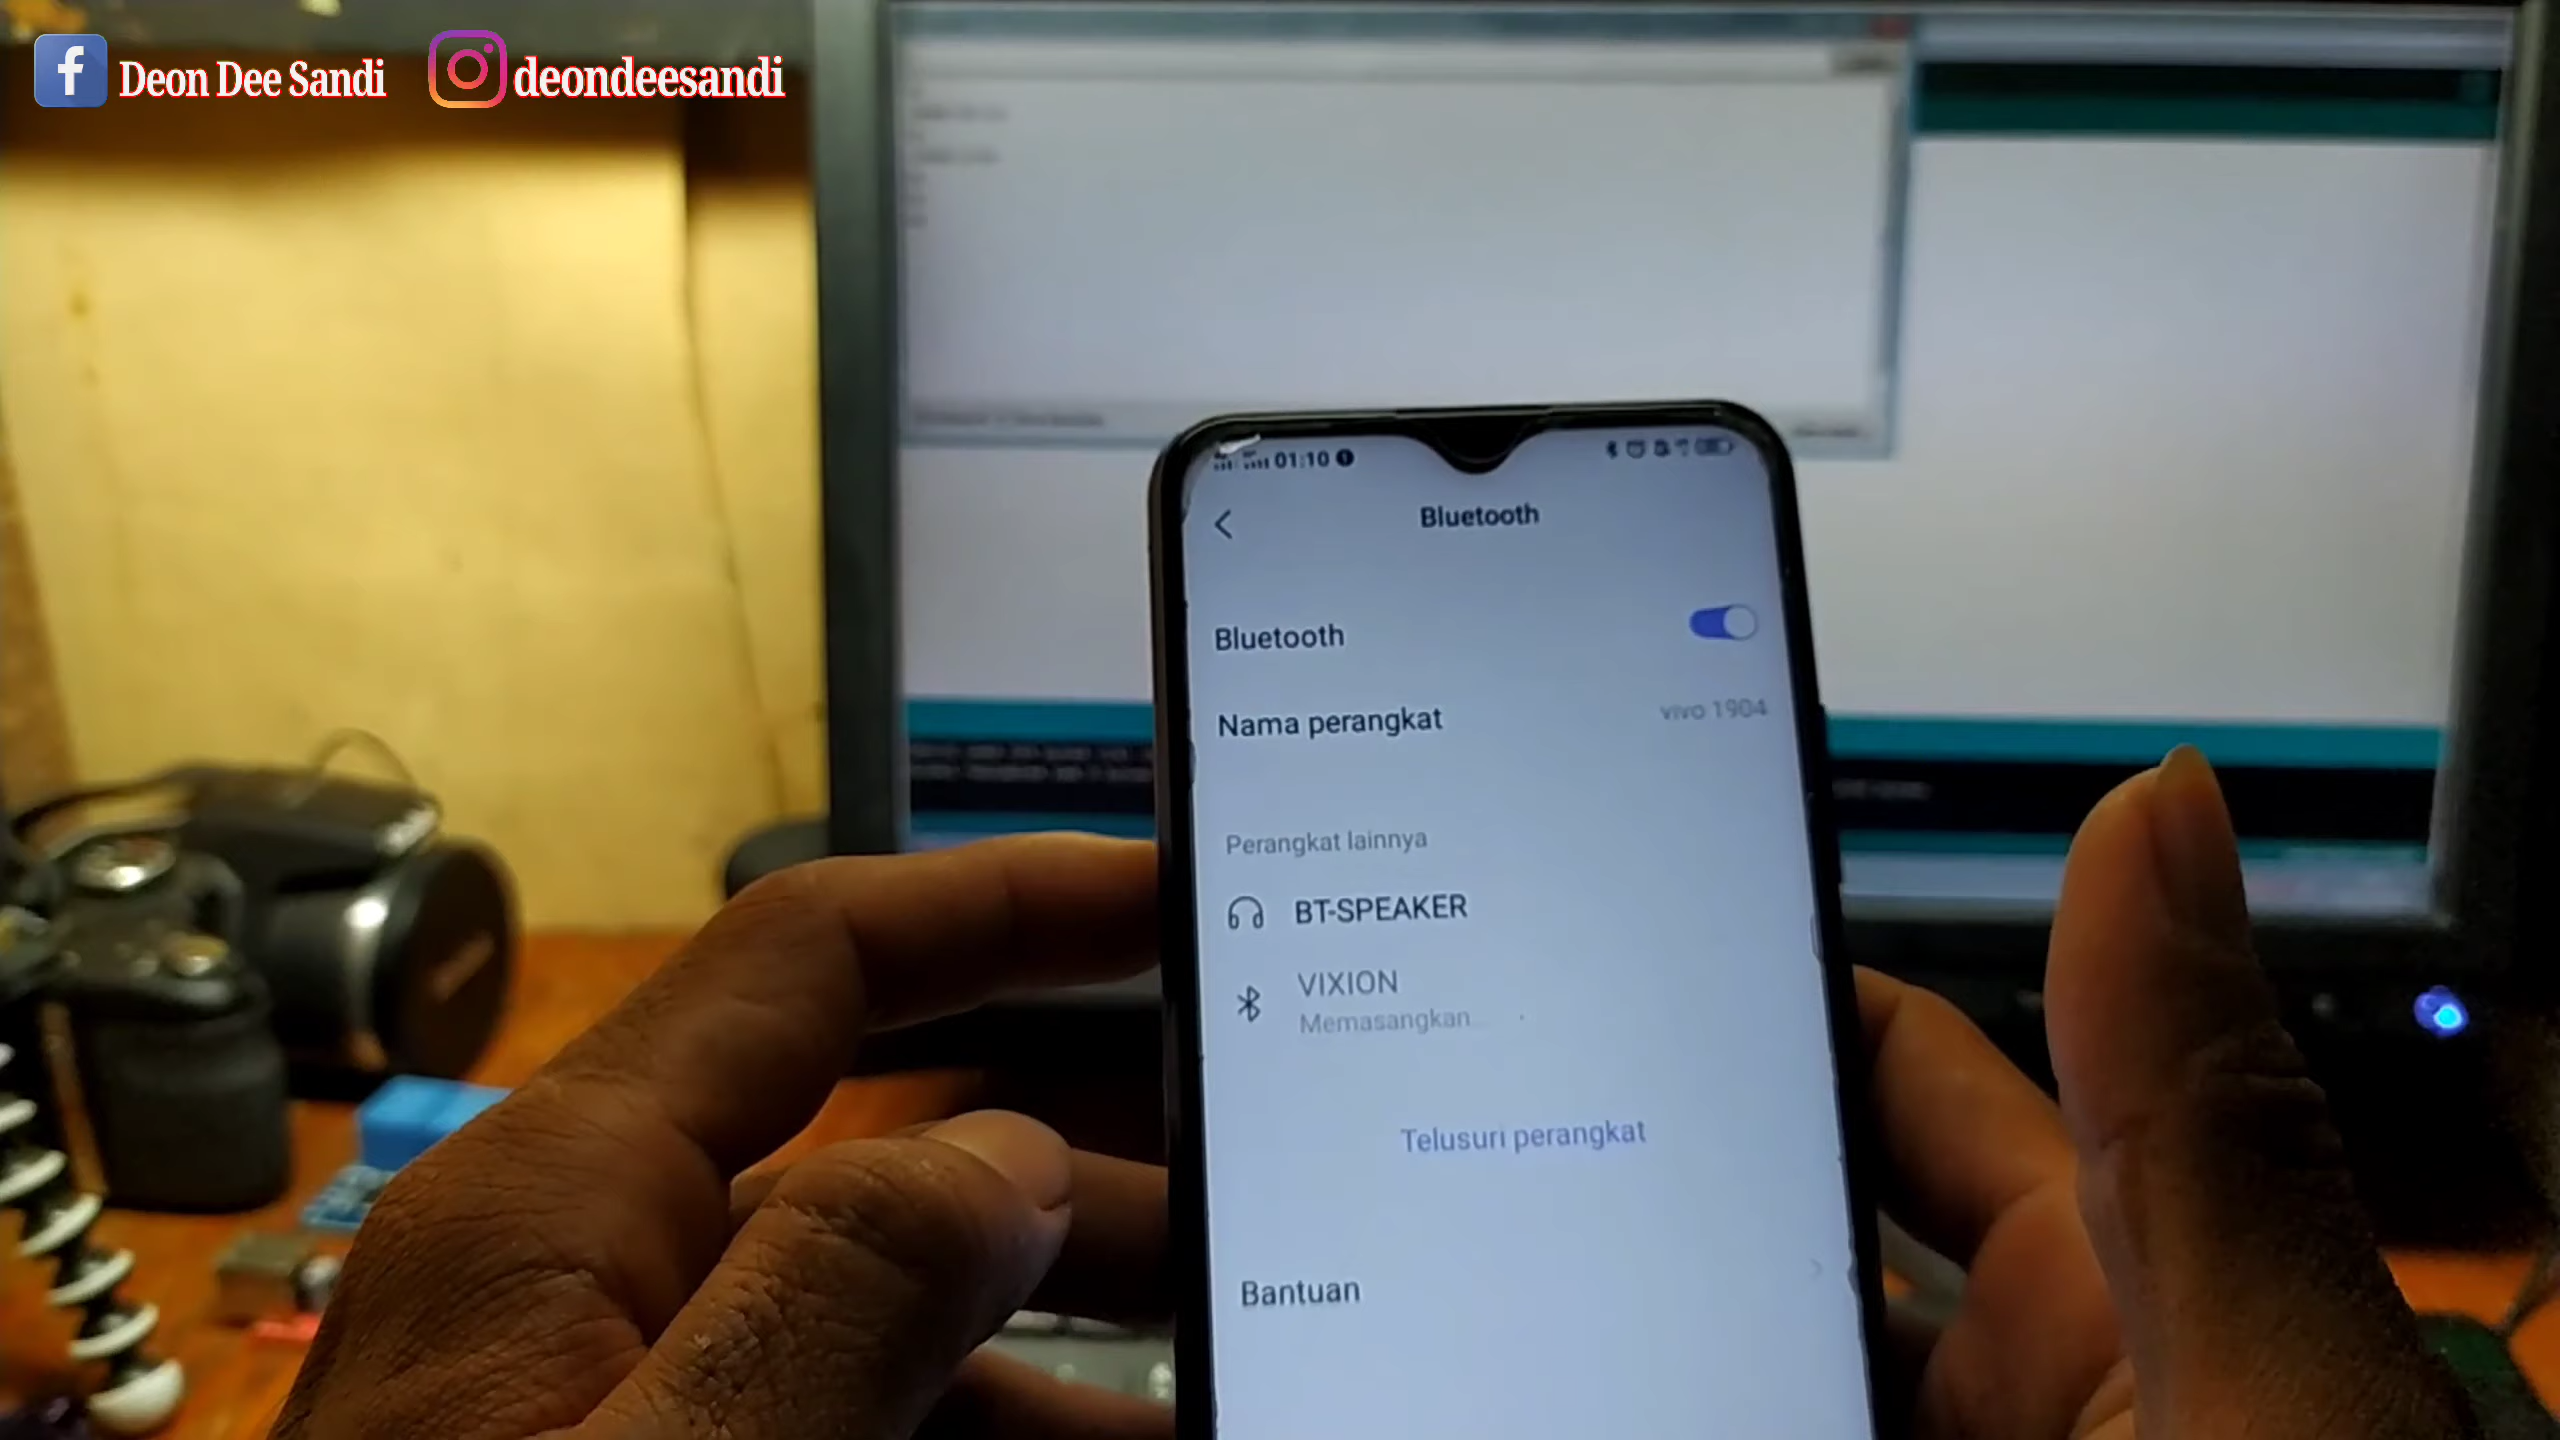 Deon Dee Sandi
deondeesandi
01:10
Bluetooth
Bluetooth
Nama perangkat
vivo 1904
Perangkat lainnya
BT-SPEAKER
VIXION
Memasangkan...
Telusuri perangkat
Bantuan